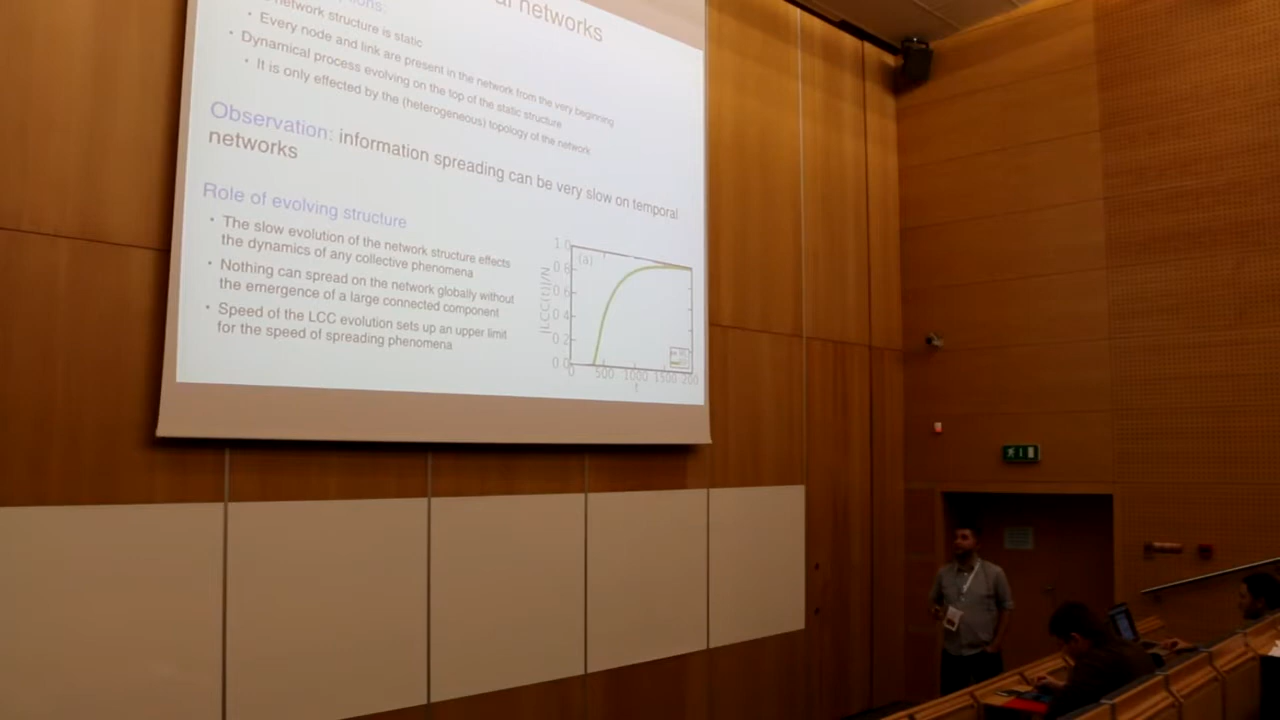 networks
network structure is static
• Every node and link are present in the network from the very beginning
• Dynamical process evolving on the top of the static structure
• It is only effected by the (heterogeneous) topology of the network
Observation: information spreading can be very slow on temporal
networks
Role of evolving structure
• The slow evolution of the network structure effects
the dynamics of any collective phenomena
• Nothing can spread on the network globally without
the emergence of a large connected component
• Speed of the LCC evolution sets up an upper limit
for the speed of spreading phenomena
(a)
|LCC(t)|/N
1 0
0 8
0 6
0 4
0 2
0 0
0 500 1000 1500 200
t